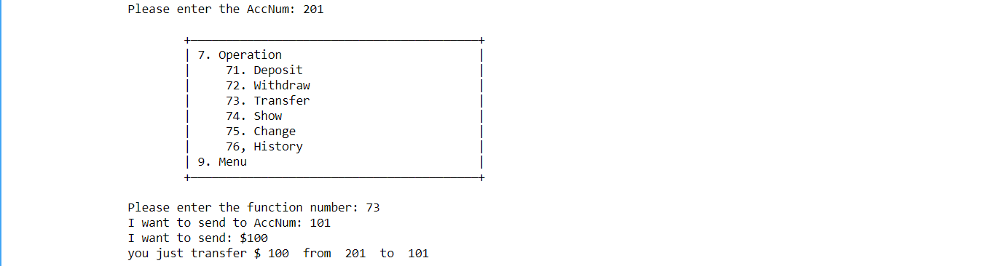 Please enter the AccNum: 201
7. Operation
71. Deposit
72. Withdraw
73. Transfer
74. Show
75. Change
76, History
9. Menu
Please enter the function number: 73
I want to send to AccNum: 101
I want to send: $100
you just transfer $ 100  from  201  to  101